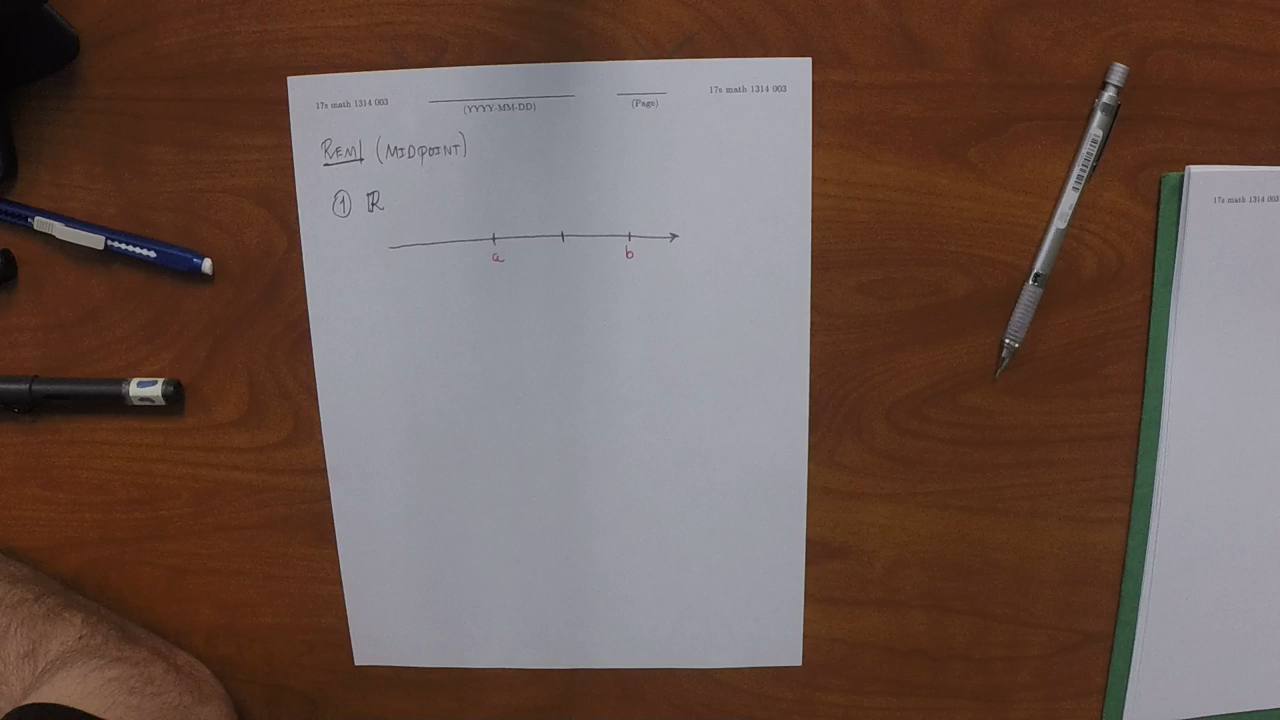 17s math 1314 003 (YYYY-MM-DD) (Page) 17s math 1314 003
REM (MIDPOINT)
① ℝ
a b
17s math 1314 003